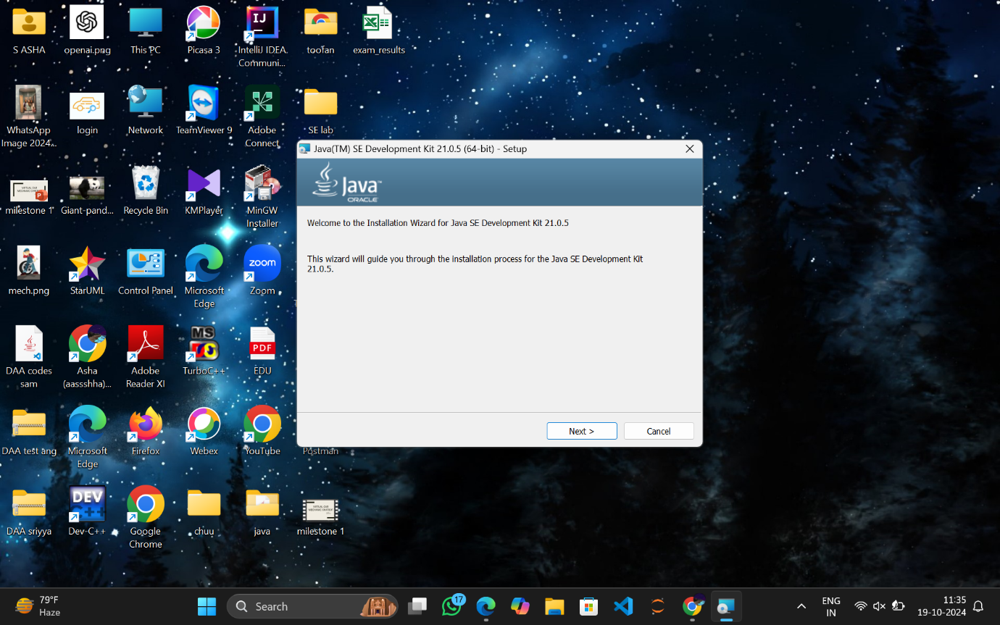 S ASHA
openai.png
This PC
Picasa 3
IntelliJ IDEA
Communi...
toofan
exam_results
WhatsApp
Image 2024...
login
Network
TeamViewer 9
Adobe
Connect
SE lab
milestone 1
Giant-pand...
Recycle Bin
KMPlayer
MinGW
Installer
mech.png
StarUML
Control Panel
Microsoft
Edge
zoom
Zoom
DAA codes
sam
Asha
(aassshha)...
Adobe
Reader XI
MS
TurboC++
PDF
EDU
DAA test ang
Microsoft
Edge
Firefox
Webex
YouTube
Postman
DAA sriyya
DEV
C++
Dev-C++
Google
Chrome
chuu
java
milestone 1
Java(TM) SE Development Kit 21.0.5 (64-bit) - Setup
Java™
ORACLE
Welcome to the Installation Wizard for Java SE Development Kit 21.0.5
This wizard will guide you through the installation process for the Java SE Development Kit
21.0.5.
Next >
Cancel
79°F
Haze
Search
17
ENG
IN
11:35
19-10-2024